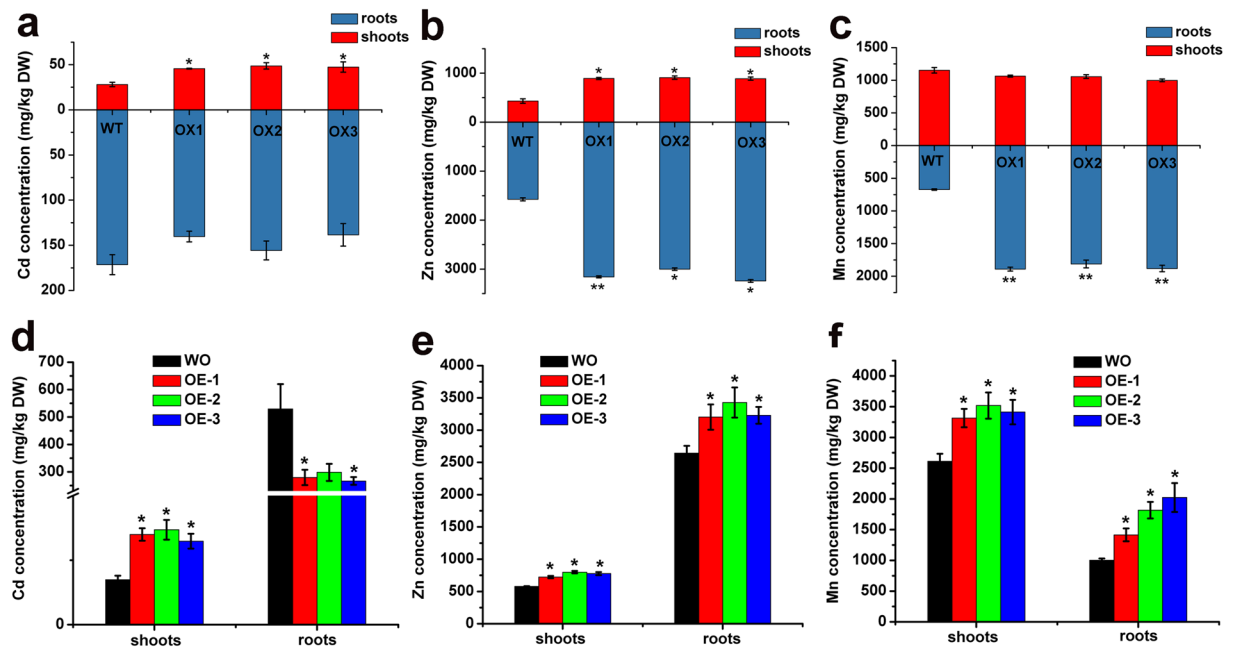 a
roots
shoots
Cd concentration (mg/kg DW)
50
0
50
75
100
150
175
200
WT
OX1
OX2
OX3
*
*
*
b
roots
shoots
Zn concentration (mg/kg DW)
1000
0
1000
2000
3000
WT
OX1
OX2
OX3
*
*
*
**
*
*
c
roots
shoots
Mn concentration (mg/kg DW)
1500
1000
500
0
500
1000
1500
2000
WT
OX1
OX2
OX3
**
**
**
d
WO
OE-1
OE-2
OE-3
Cd concentration (mg/kg DW)
700
600
500
400
300
0
*
*
*
*
*
shoots
roots
e
WO
OE-1
OE-2
OE-3
Zn concentration (mg/kg DW)
4000
3500
3000
2500
2000
1500
1000
500
0
*
*
*
*
*
*
shoots
roots
f
WO
OE-1
OE-2
OE-3
Mn concentration (mg/kg DW)
4000
3500
3000
2500
2000
1500
1000
500
0
*
*
*
*
*
*
shoots
roots